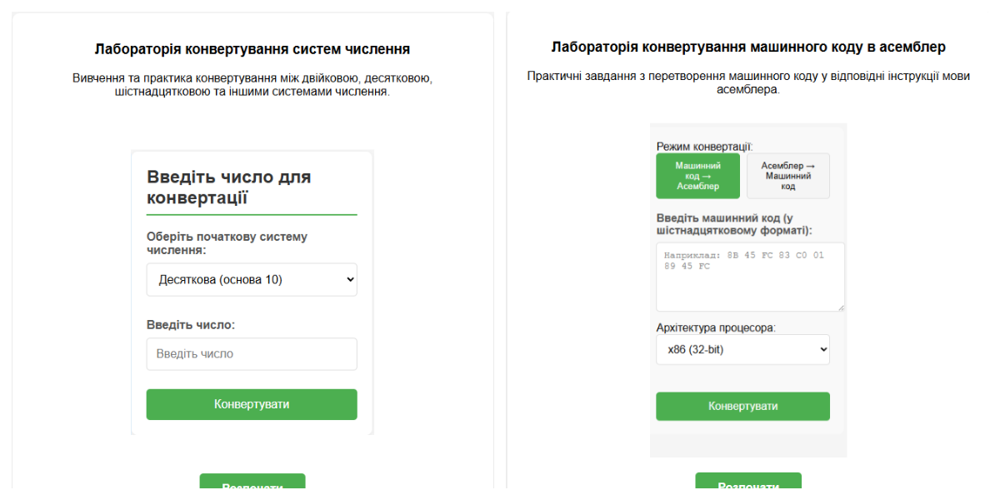 Лабораторія конвертування систем числення
Вивчення та практика конвертування між двійковою, десятковою,
шістнадцятковою та іншими системами числення.
Введіть число для
конвертації
Оберіть початкову систему
числення:
Десяткова (основа 10)
Введіть число:
Введіть число
Конвертувати
Розпочати
Лабораторія конвертування машинного коду в асемблер
Практичні завдання з перетворення машинного коду у відповідні інструкції мови
асемблера.
Режим конвертації:
Машинний
код →
Асемблер
Асемблер →
Машинний
код
Введіть машинний код (у
шістнадцятковому форматі):
Наприклад: 8B 45 FC 83 C0 01
89 45 FC
Архітектура процесора:
x86 (32-bit)
Конвертувати
Розпочати